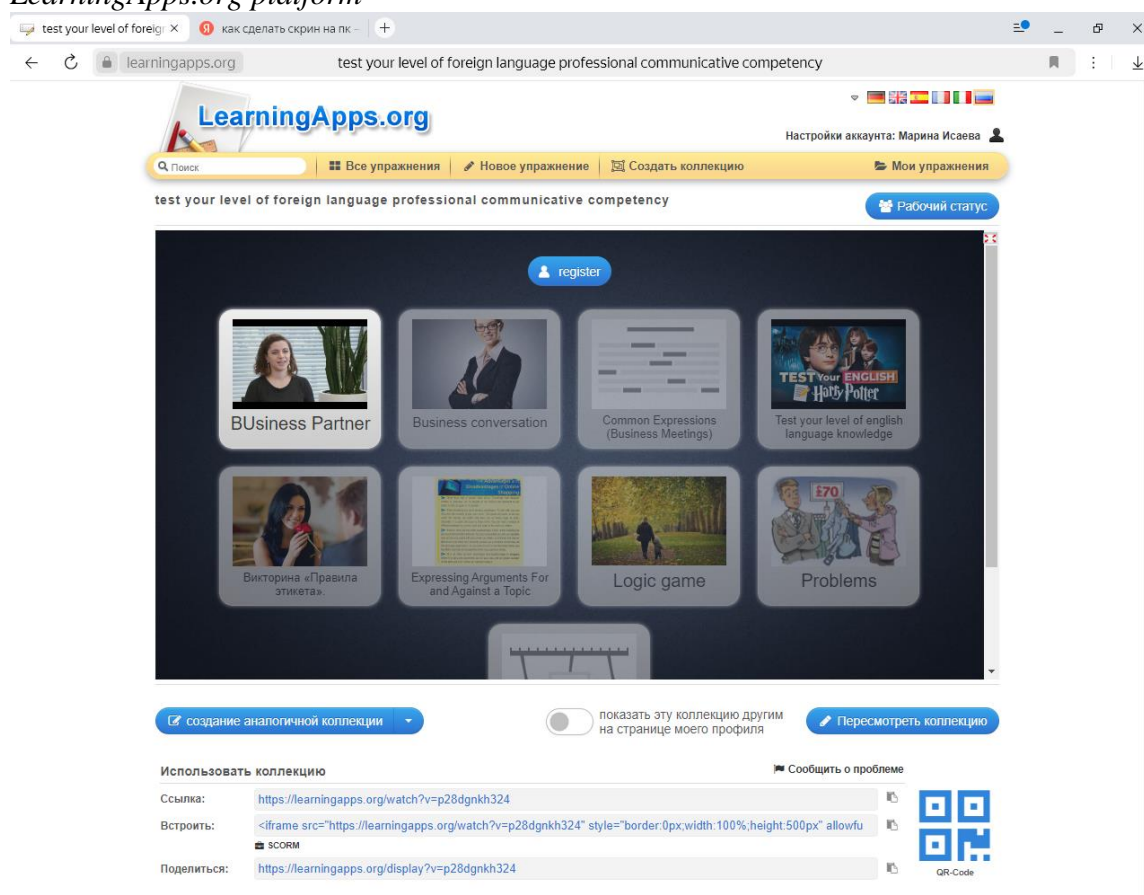 LearningApps.org platform
test your level of foreig
как сделать скрин на пк –
learningapps.org
test your level of foreign language professional communicative competency
LearningApps.org
Настройки аккаунта: Марина Исаева
Поиск
Все упражнения
Новое упражнение
Создать коллекцию
Мои упражнения
test your level of foreign language professional communicative competency
Рабочий статус
register
TEST Your ENGLISH
Harry Potter
BUsiness Partner
Business conversation
Common Expressions
(Business Meetings)
Test your level of english
language knowledge
£70
Викторина «Правила
этикета».
Expressing Arguments For
and Against a Topic
Logic game
Problems
создание аналогичной коллекции
показать эту коллекцию другим
на странице моего профиля
Пересмотреть коллекцию
Использовать коллекцию
Сообщить о проблеме
Ссылка:
https://learningapps.org/watch?v=p28dgnkh324
Встроить:
<iframe src="https://learningapps.org/watch?v=p28dgnkh324" style="border:0px;width:100%;height:500px" allowfu
SCORM
Поделиться:
https://learningapps.org/display?v=p28dgnkh324
QR-Code